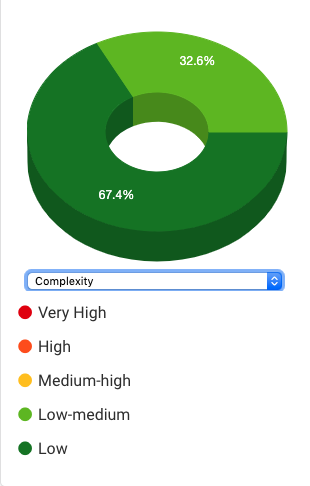 32.6%
67.4%
Complexity
Very High
High
Medium-high
Low-medium
Low